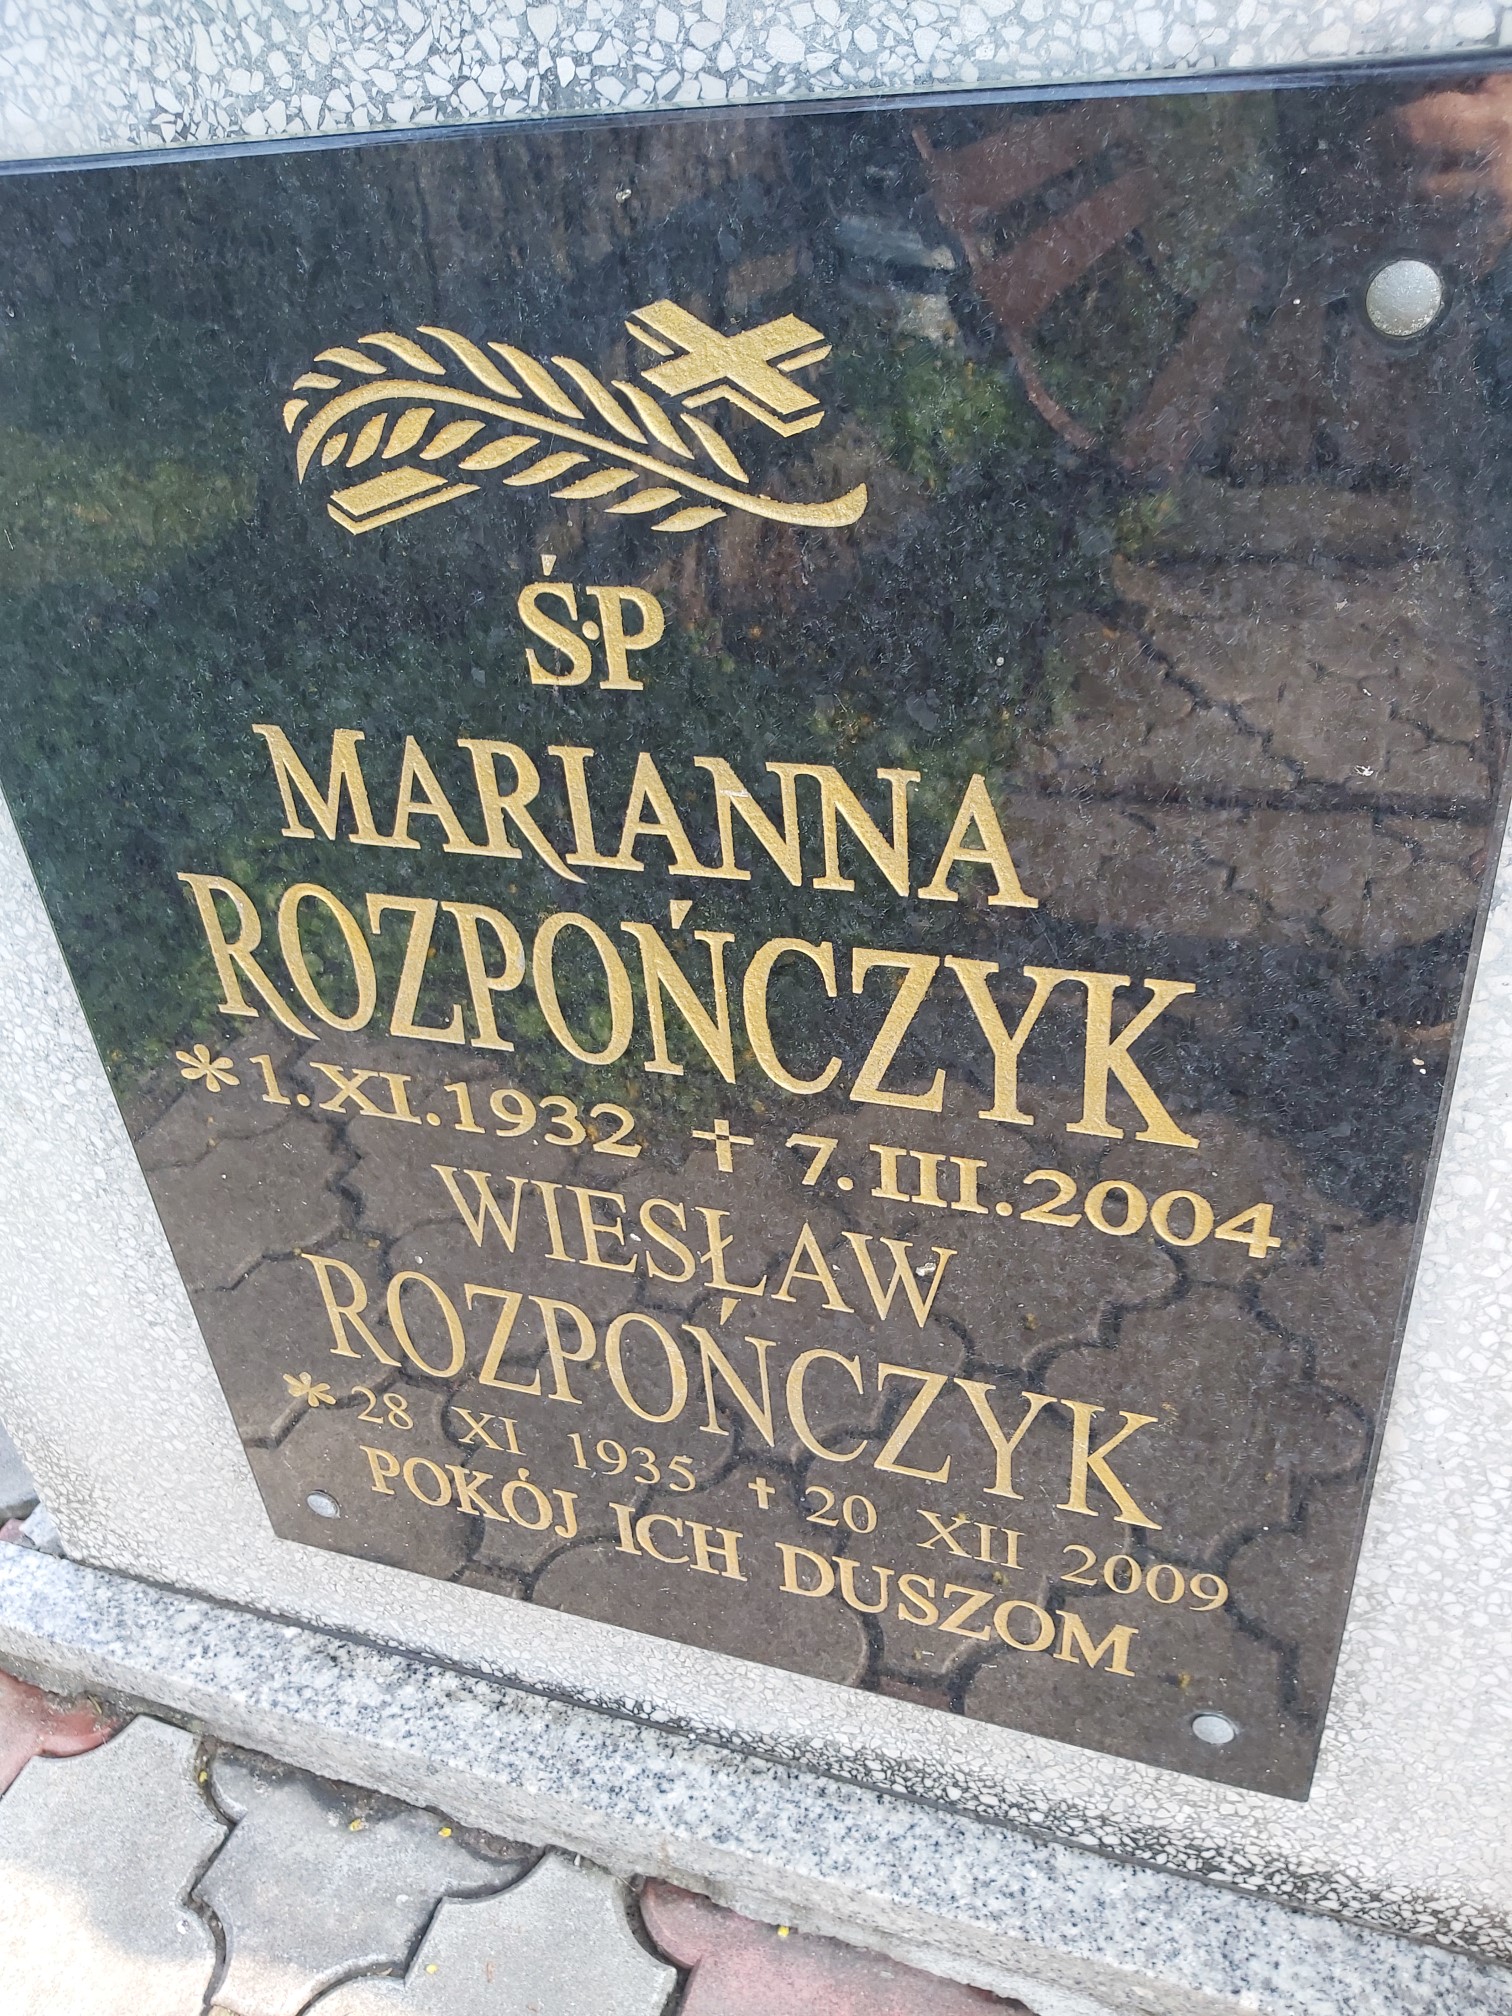 Ś.P
MARIANNA
ROZPOŃCZYK
* 1.XI.1932 + 7.III.2004
WIESŁAW
ROZPOŃCZYK
* 28 XI 1935 + 20 XII 2009
POKÓJ ICH DUSZOM